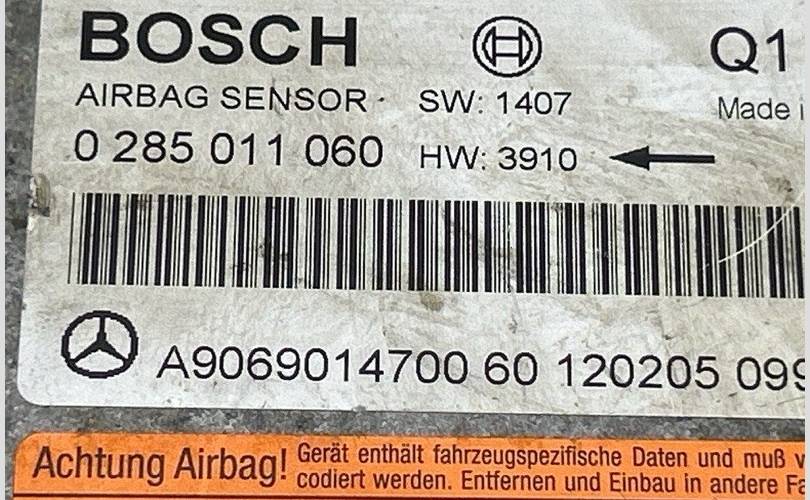 BOSCH Q1
AIRBAG SENSOR SW: 1407 Made
0 285 011 060 HW: 3910
A9069014700 60 120205 099
Achtung Airbag!
Gerät enthält fahrzeugspezifische Daten und muß
codiert werden. Entfernen und Einbau in andere